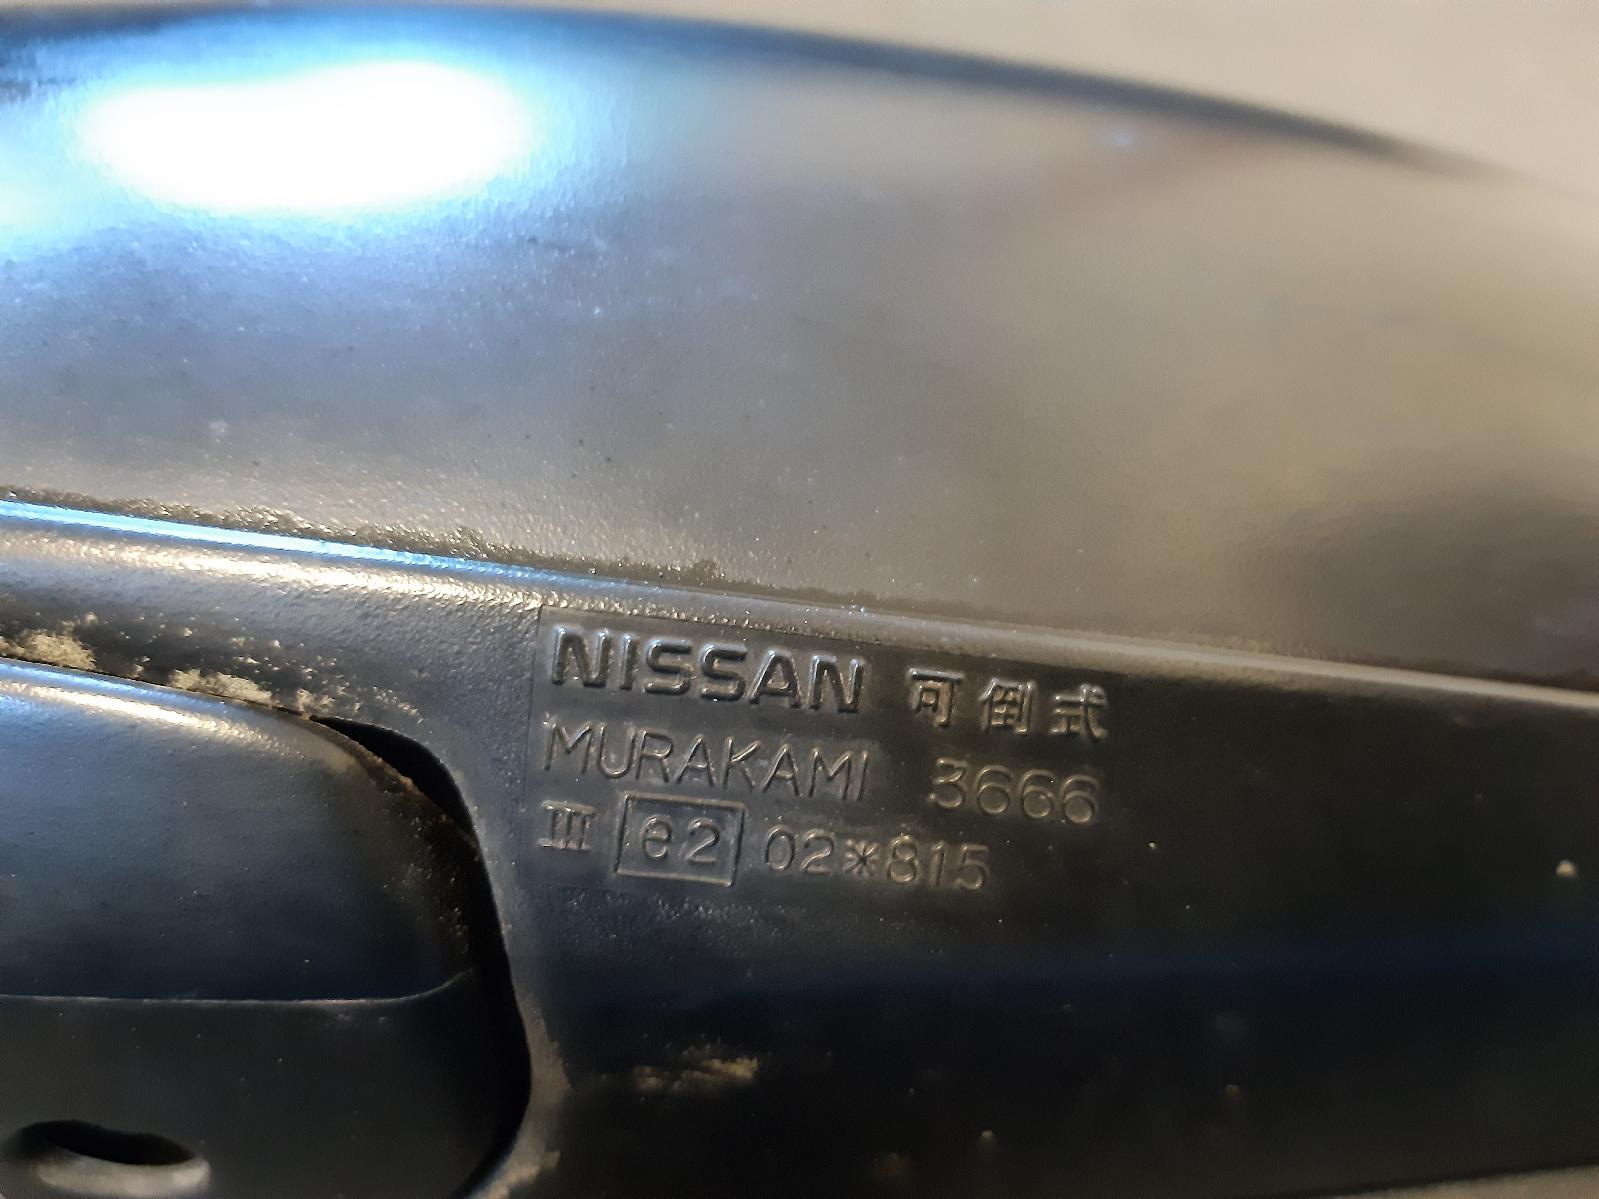 NISSAN 可倒式
MURAKAMI 3666
III e2 02*815